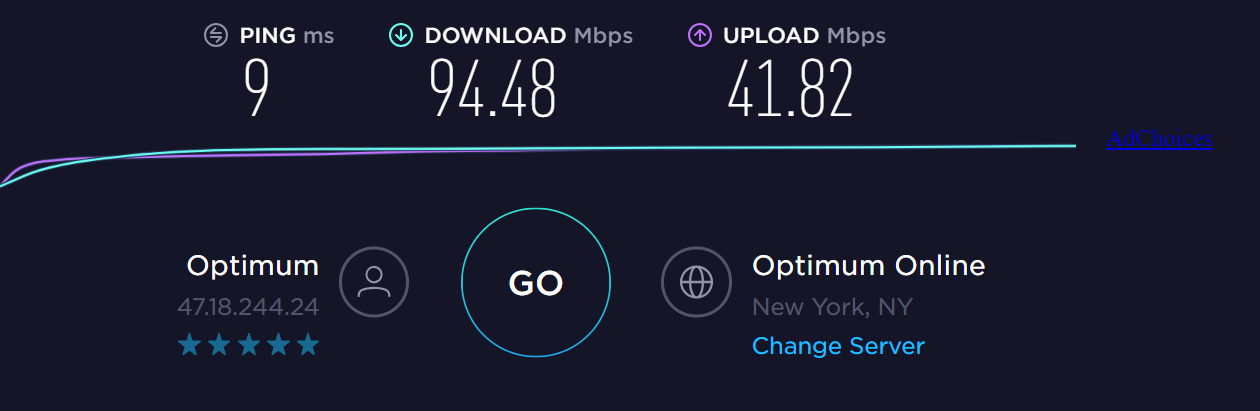 PING ms DOWNLOAD Mbps UPLOAD Mbps
9 94.48 41.82
AdChoices
Optimum
47.18.244.24
GO
Optimum Online
New York, NY
Change Server